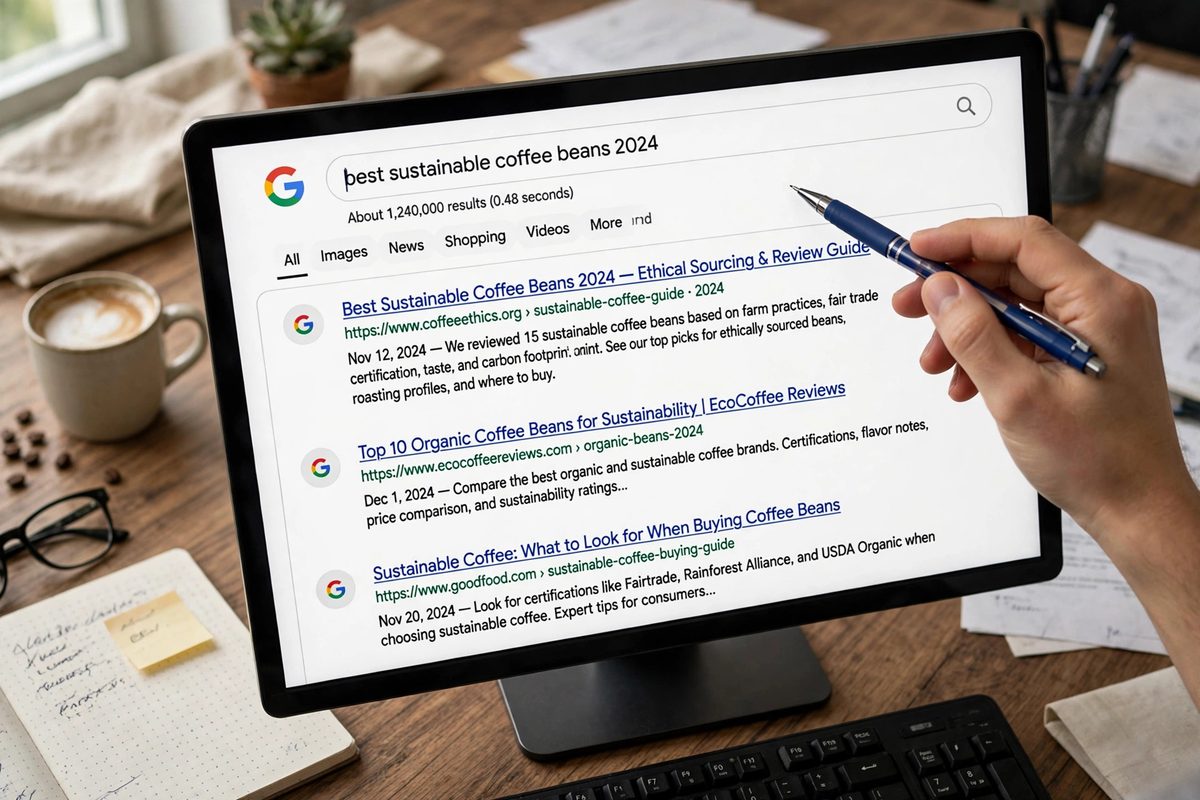 best sustainable coffee beans 2024
About 1,240,000 results (0.48 seconds)
All Images News Shopping Videos More ınd
Best Sustainable Coffee Beans 2024 — Ethical Sourcing & Review Guide
https://www.coffeeethics.org › sustainable-coffee-guide · 2024
Nov 12, 2024 — We reviewed 15 sustainable coffee beans based on farm practices, fair trade
certification, taste, and carbon footprin. onint. See our top picks for ethically sourced beans,
roasting profiles, and where to buy.
Top 10 Organic Coffee Beans for Sustainability | EcoCoffee Reviews
https://www.ecocoffeereviews.com › organic-beans-2024
Dec 1, 2024 — Compare the best organic and sustainable coffee brands. Certifications, flavor notes,
price comparison, and sustainability ratings...
Sustainable Coffee: What to Look for When Buying Coffee Beans
https://www.goodfood.com › sustainable-coffee-buying-guide
Nov 20, 2024 — Look for certifications like Fairtrade, Rainforest Alliance, and USDA Organic when
choosing sustainable coffee. Expert tips for consumers...